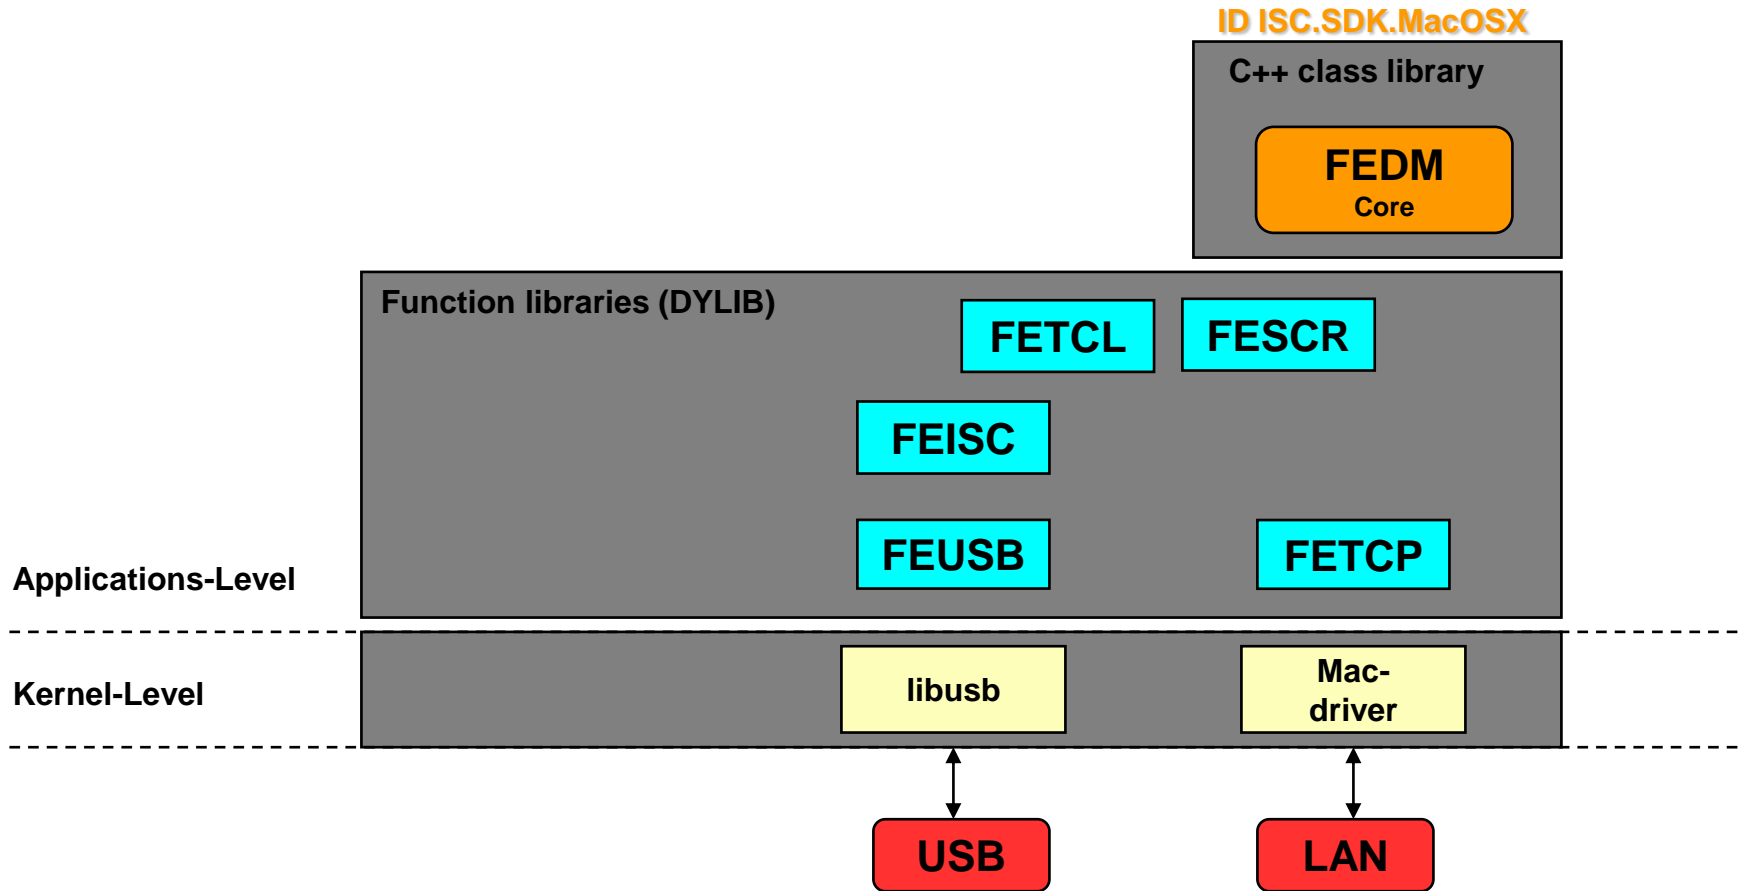 ID ISC.SDK.MacOSX
C++ class library
FEDM
Core
Function libraries (DYLIB)
FETCL
FESCR
FEISC
FEUSB
FETCP
Applications-Level
Kernel-Level
libusb
Mac-
driver
USB
LAN